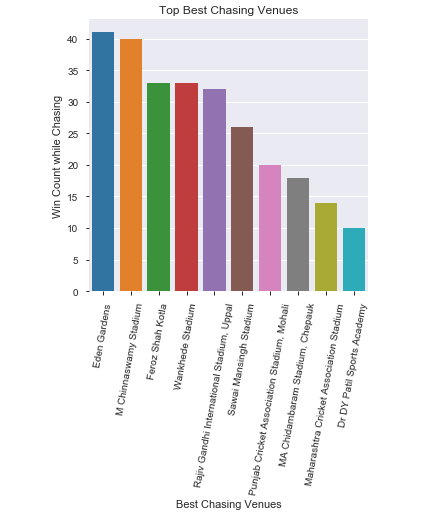 Top Best Chasing Venues
Win Count while Chasing
40
35
30
25
20
15
10
5
0
Eden Gardens
M Chinnaswamy Stadium
Feroz Shah Kotla
Wankhede Stadium
Rajiv Gandhi International Stadium, Uppal
Sawai Mansingh Stadium
Punjab Cricket Association Stadium, Mohali
MA Chidambaram Stadium, Chepauk
Maharashtra Cricket Association Stadium
Dr DY Patil Sports Academy
Best Chasing Venues